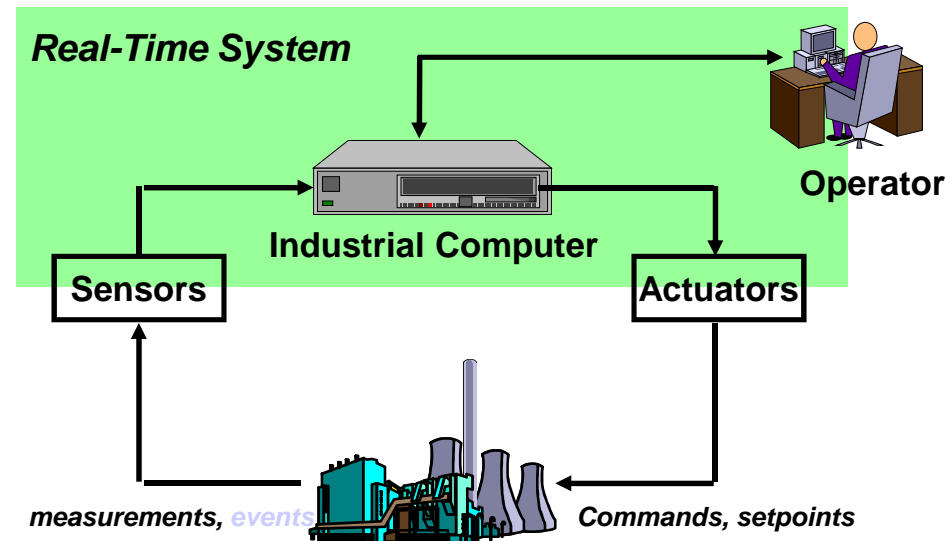 Real-Time System
Operator
Industrial Computer
Sensors
Actuators
measurements, events
Commands, setpoints